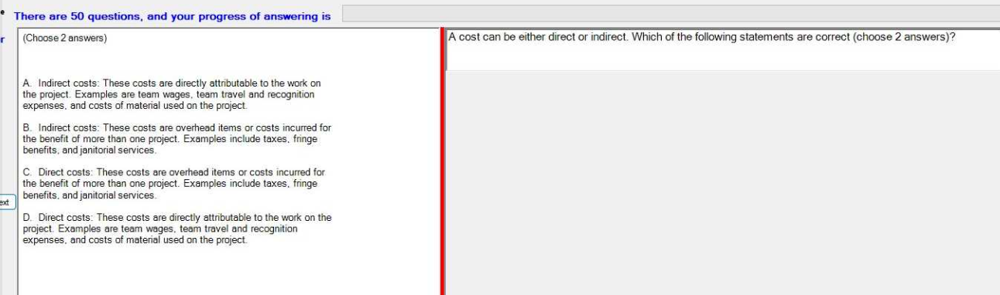 There are 50 questions, and your progress of answering is
r
(Choose 2 answers)
A. Indirect costs: These costs are directly attributable to the work on
the project. Examples are team wages, team travel and recognition
expenses, and costs of material used on the project.
B. Indirect costs: These costs are overhead items or costs incurred for
the benefit of more than one project. Examples include taxes, fringe
benefits, and janitorial services.
C. Direct costs: These costs are overhead items or costs incurred for
the benefit of more than one project. Examples include taxes, fringe
benefits, and janitorial services.
ext
D. Direct costs: These costs are directly attributable to the work on the
project. Examples are team wages, team travel and recognition
expenses, and costs of material used on the project.
A cost can be either direct or indirect. Which of the following statements are correct (choose 2 answers)?